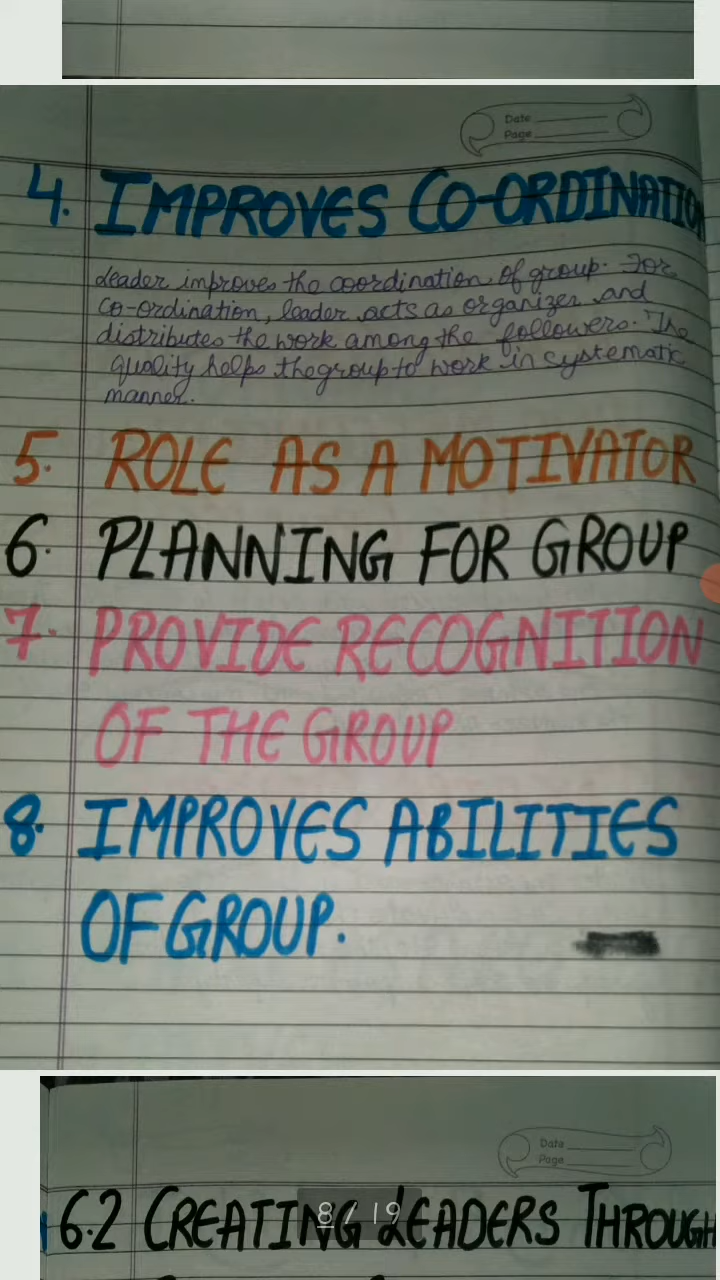 Date
Page
4. IMPROVES CO-ORDINATIO
Leader improves the coordination of group. For
co-ordination, leader acts as organizer and
distributes the work among the followers. The
quality helps the group to work in systematic
manner.
5. ROLE AS A MOTIVATOR
6. PLANNING FOR GROUP
7. PROVIDE RECOGNITION
OF THE GROUP
8. IMPROVES ABILITIES
OF GROUP.
Date
Page
6.2 CREATING LEADERS THROUGH
8 / 19